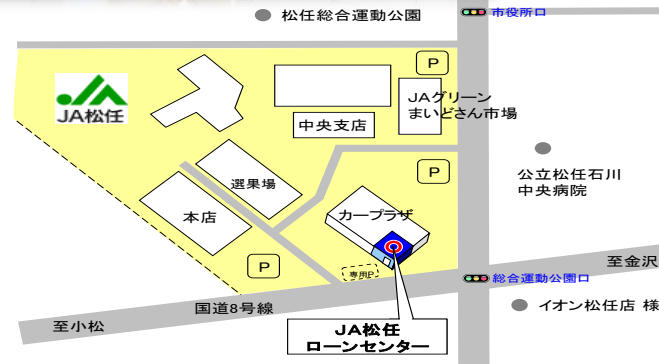 松任総合運動公園
市役所口
P
JA松任
JAグリーン
まいどさん市場
中央支店
公立松任石川
中央病院
P
選果場
本店
カープラザ
P
専用P
至金沢
総合運動公園口
国道8号線
イオン松任店 様
至小松
JA松任
ローンセンター